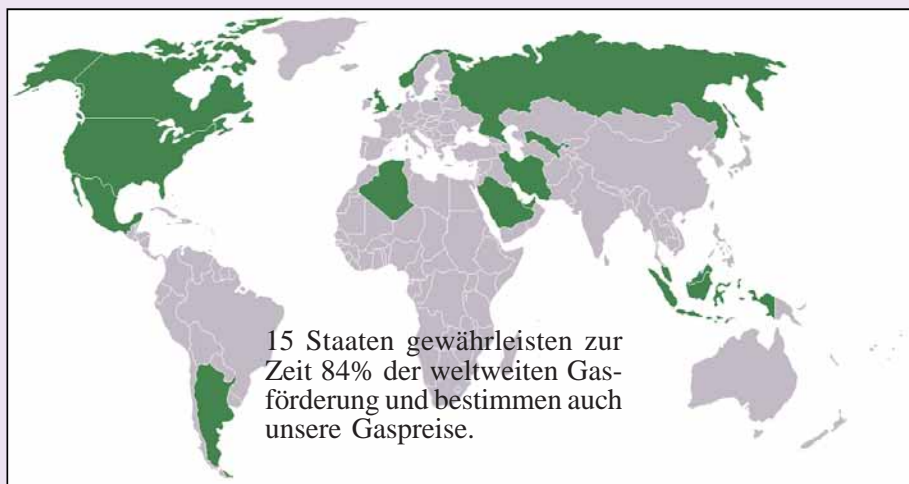 15 Staaten gewährleisten zur
Zeit 84% der weltweiten Gas-
förderung und bestimmen auch
unsere Gaspreise.